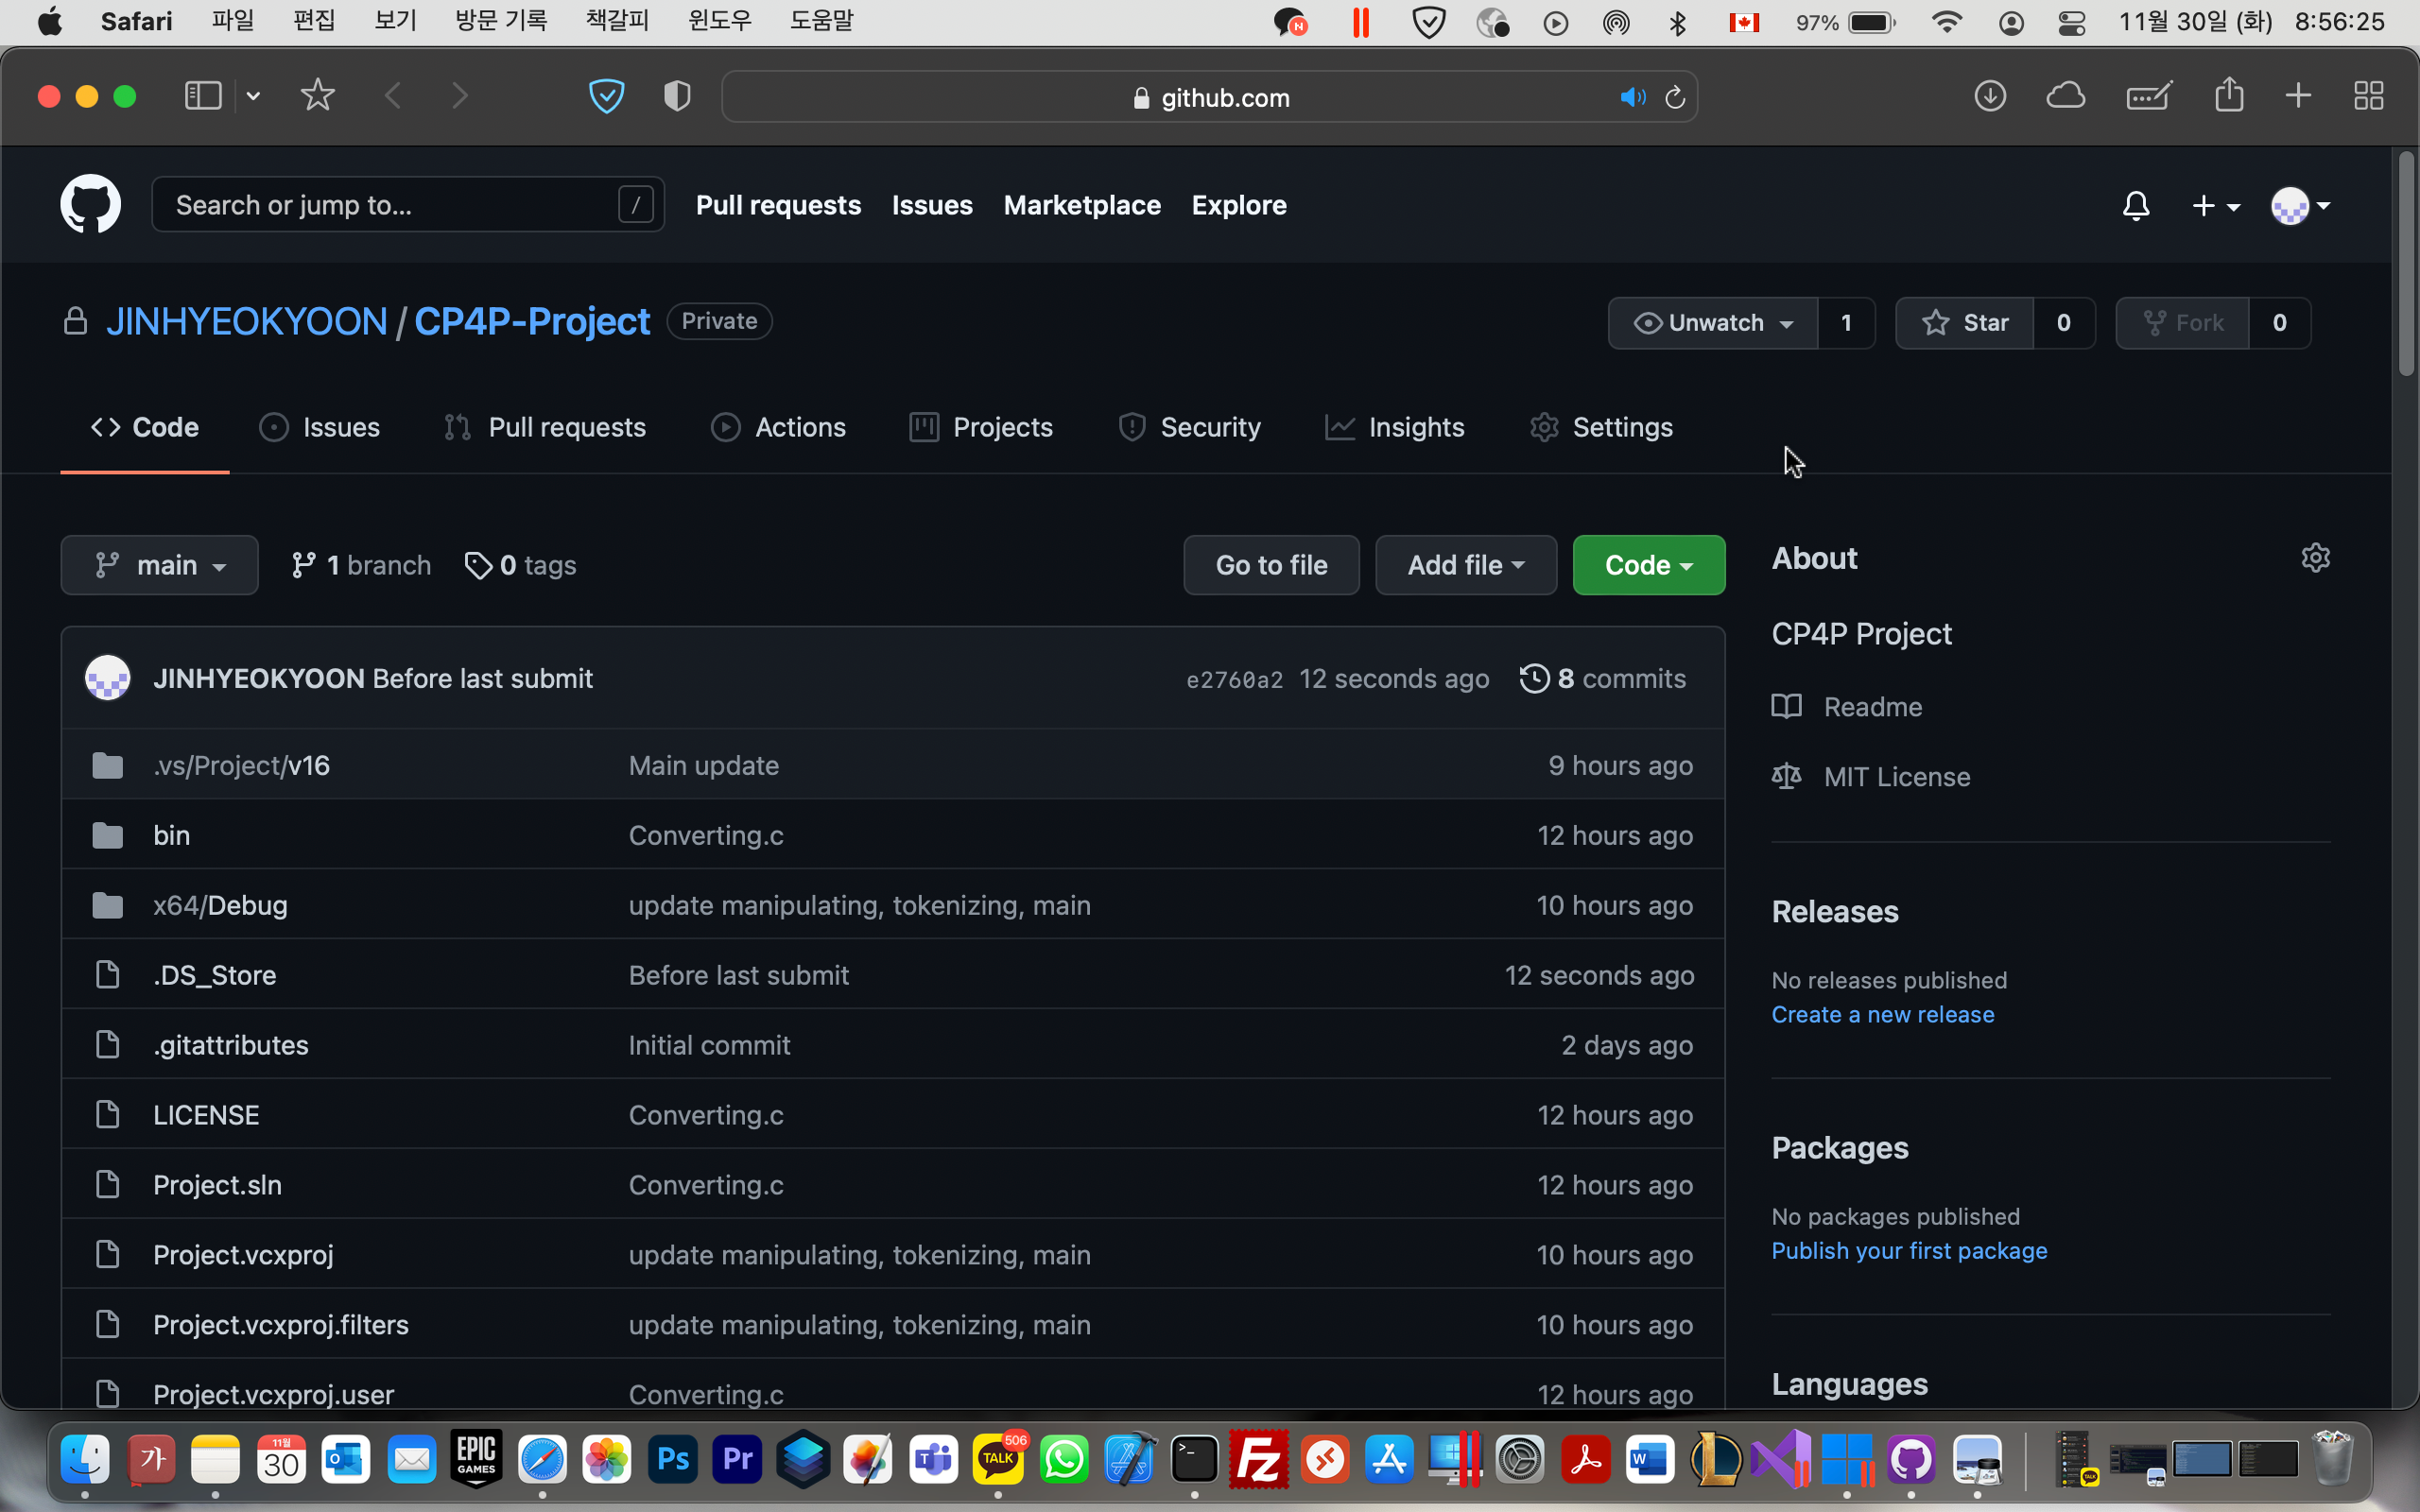 Safari 파일 편집 보기 방문 기록 책갈피 윈도우 도움말 N 97% 11월 30일 (화) 8:56:25
github.com
Search or jump to... / Pull requests Issues Marketplace Explore
JINHYEOKYOON / CP4P-Project Private Unwatch 1 Star 0 Fork 0
Code Issues Pull requests Actions Projects Security Insights Settings
main 1 branch 0 tags Go to file Add file Code
About
CP4P Project
Readme
MIT License
Releases
No releases published
Create a new release
Packages
No packages published
Publish your first package
Languages
JINHYEOKYOON Before last submit e2760a2 12 seconds ago 8 commits
.vs/Project/v16 Main update 9 hours ago
bin Converting.c 12 hours ago
x64/Debug update manipulating, tokenizing, main 10 hours ago
.DS_Store Before last submit 12 seconds ago
.gitattributes Initial commit 2 days ago
LICENSE Converting.c 12 hours ago
Project.sln Converting.c 12 hours ago
Project.vcxproj update manipulating, tokenizing, main 10 hours ago
Project.vcxproj.filters update manipulating, tokenizing, main 10 hours ago
Project.vcxproj.user Converting.c 12 hours ago
가 11월 30 EPIC GAMES Ps Pr TALK 506 Fz W